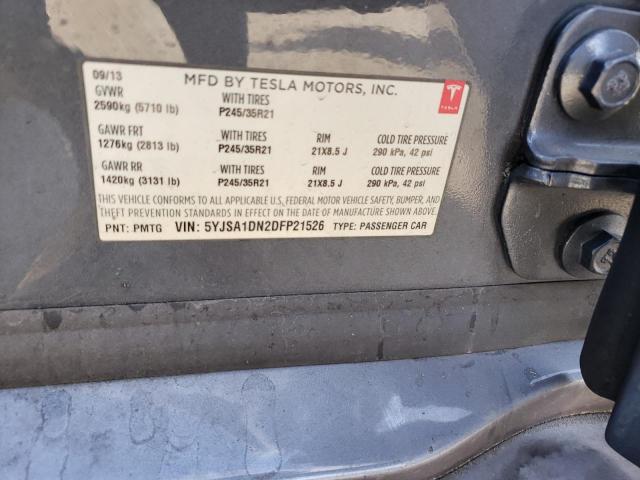 09/13 MFD BY TESLA MOTORS, INC.
GVWR WITH TIRES
2590kg (5710 lb) P245/35R21
TESLA
GAWR FRT WITH TIRES RIM COLD TIRE PRESSURE
1276kg (2813 lb) P245/35R21 21X8.5 J 290 kPa, 42 psi
GAWR RR WITH TIRES RIM COLD TIRE PRESSURE
1420kg (3131 lb) P245/35R21 21X8.5 J 290 kPa, 42 psi
THIS VEHICLE CONFORMS TO ALL APPLICABLE U.S, FEDERAL MOTOR VEHICLE SAFETY, BUMPER, AND
THEFT PREVENTION STANDARDS IN EFFECT ON THE DATE OF MANUFACTURE SHOWN ABOVE.
PNT: PMTG VIN: 5YJSA1DN2DFP21526 TYPE: PASSENGER CAR